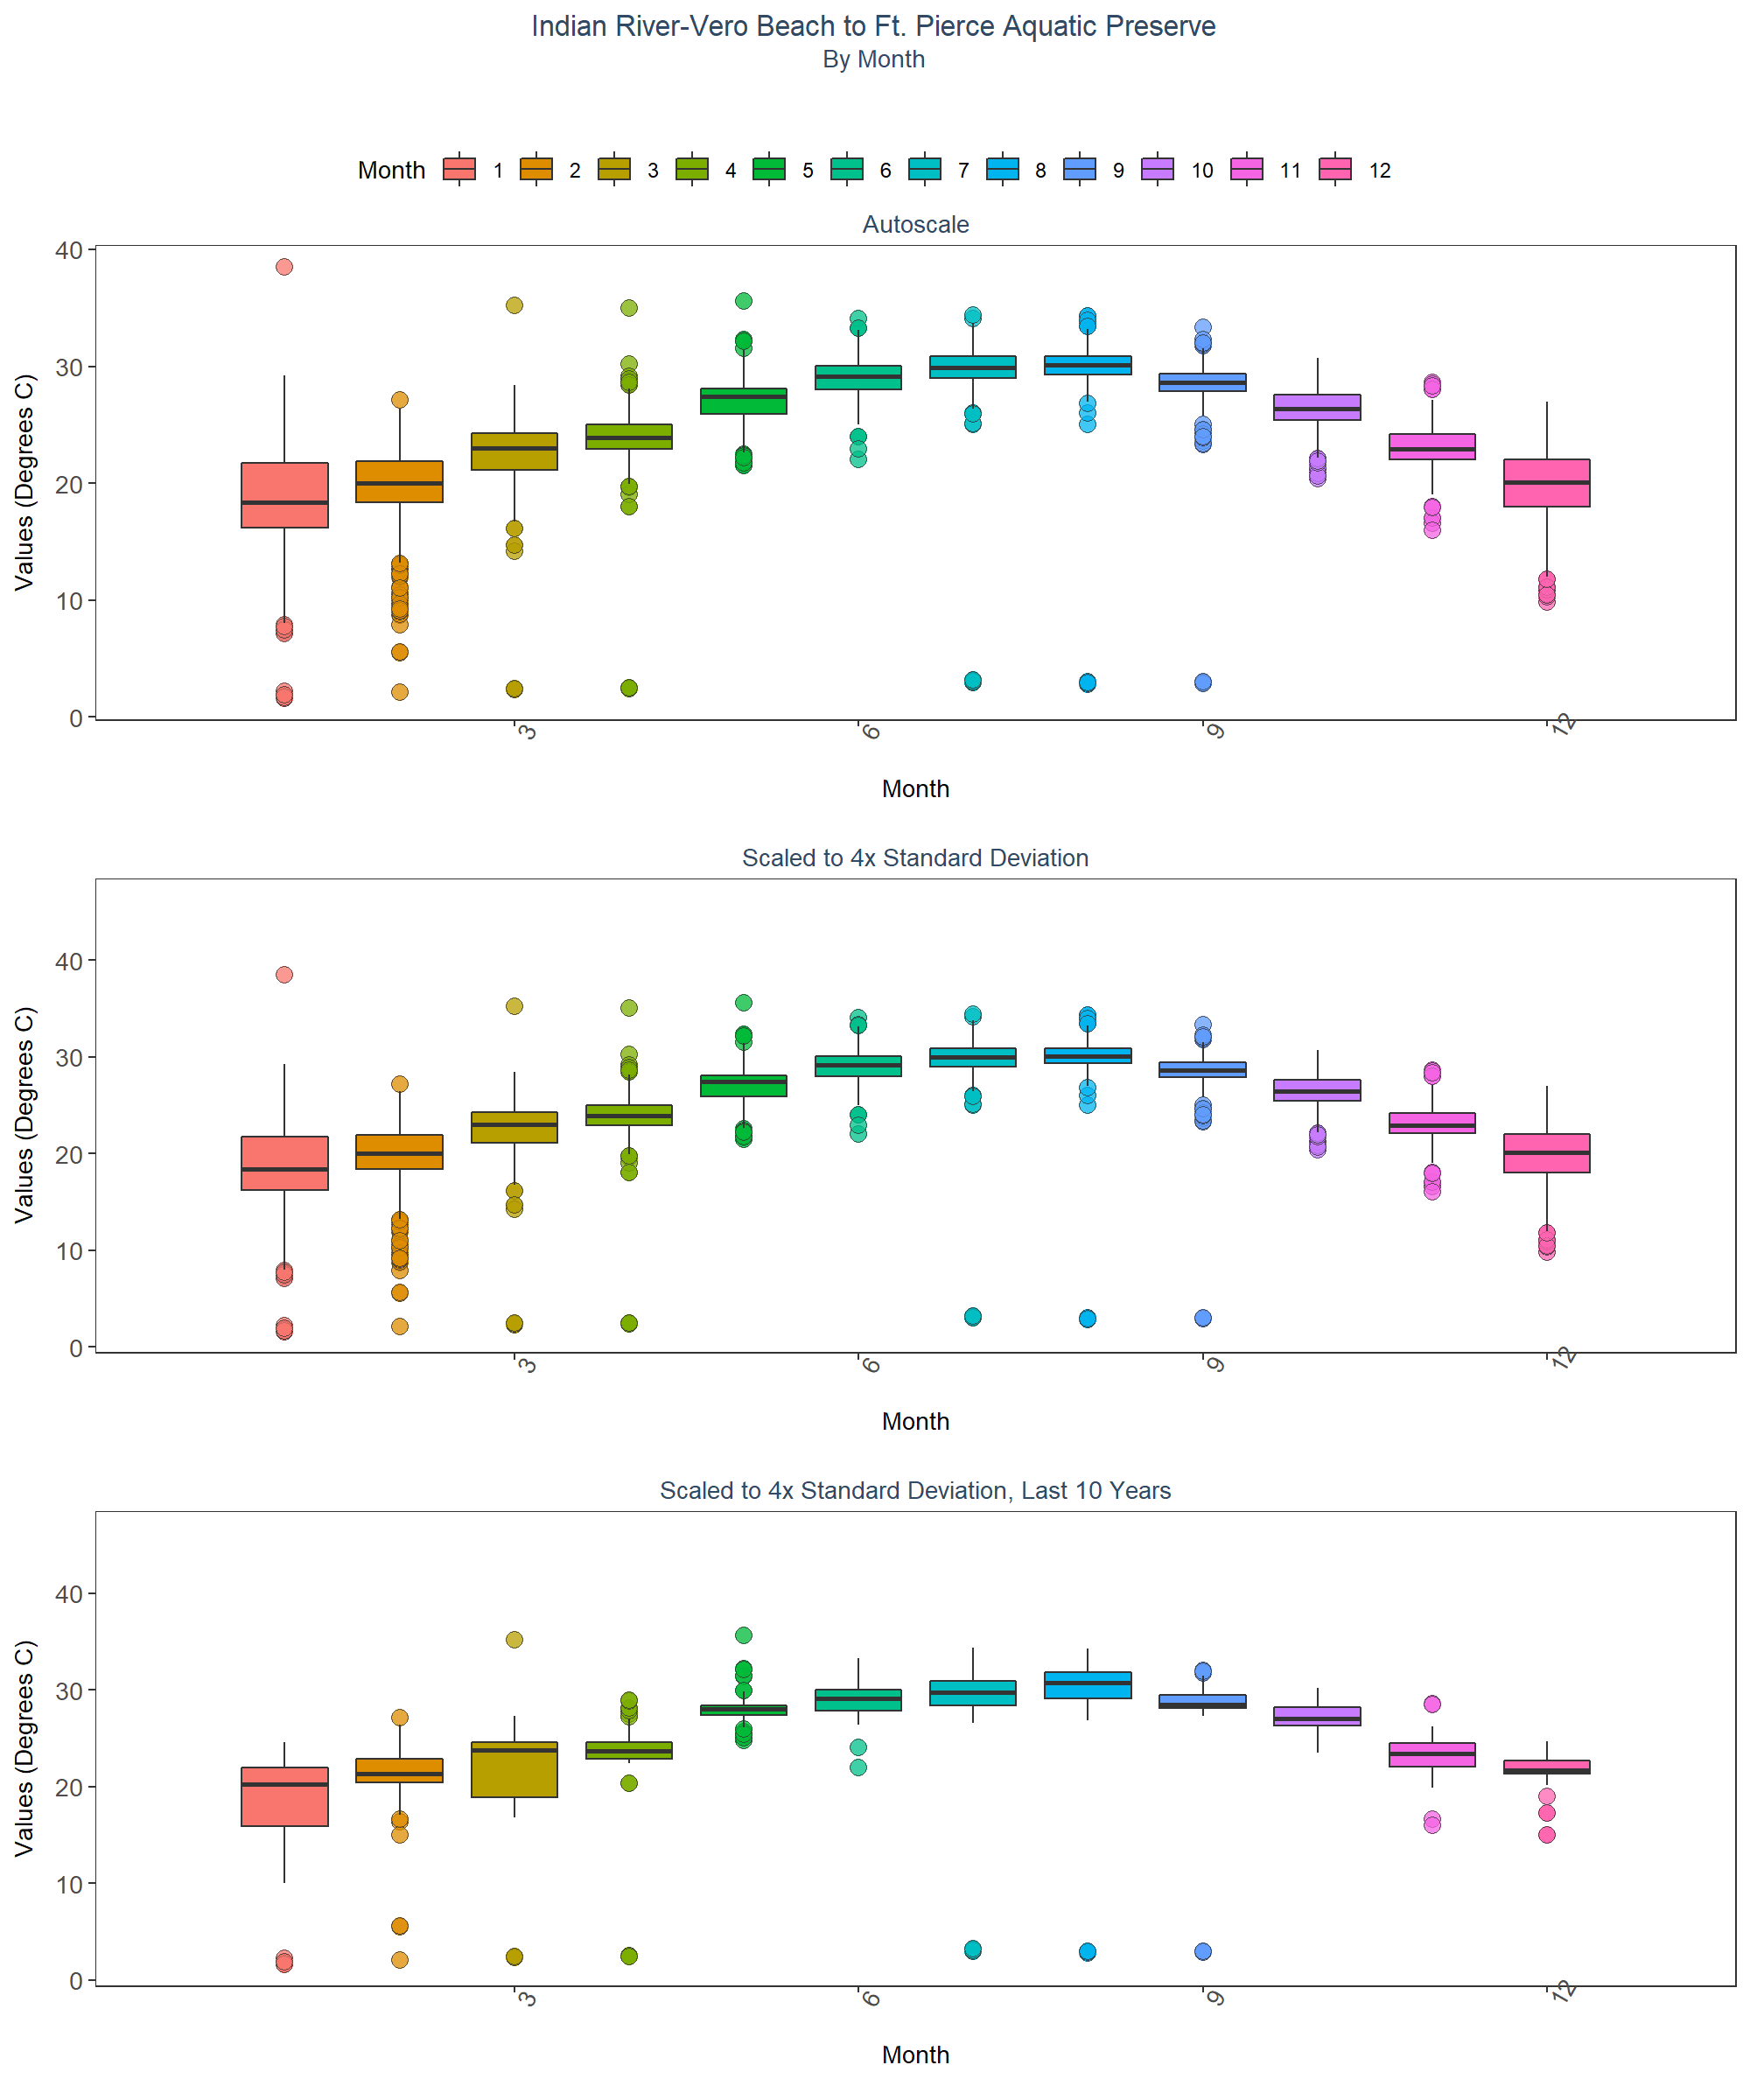 Indian River-Vero Beach to Ft. Pierce Aquatic Preserve
By Month
Month 1 2 3 4 5 6 7 8 9 10 11 12
Autoscale
Values (Degrees C)
40
30
20
10
0
3 6 9 12
Month
Scaled to 4x Standard Deviation
Values (Degrees C)
40
30
20
10
0
3 6 9 12
Month
Scaled to 4x Standard Deviation, Last 10 Years
Values (Degrees C)
40
30
20
10
0
3 6 9 12
Month